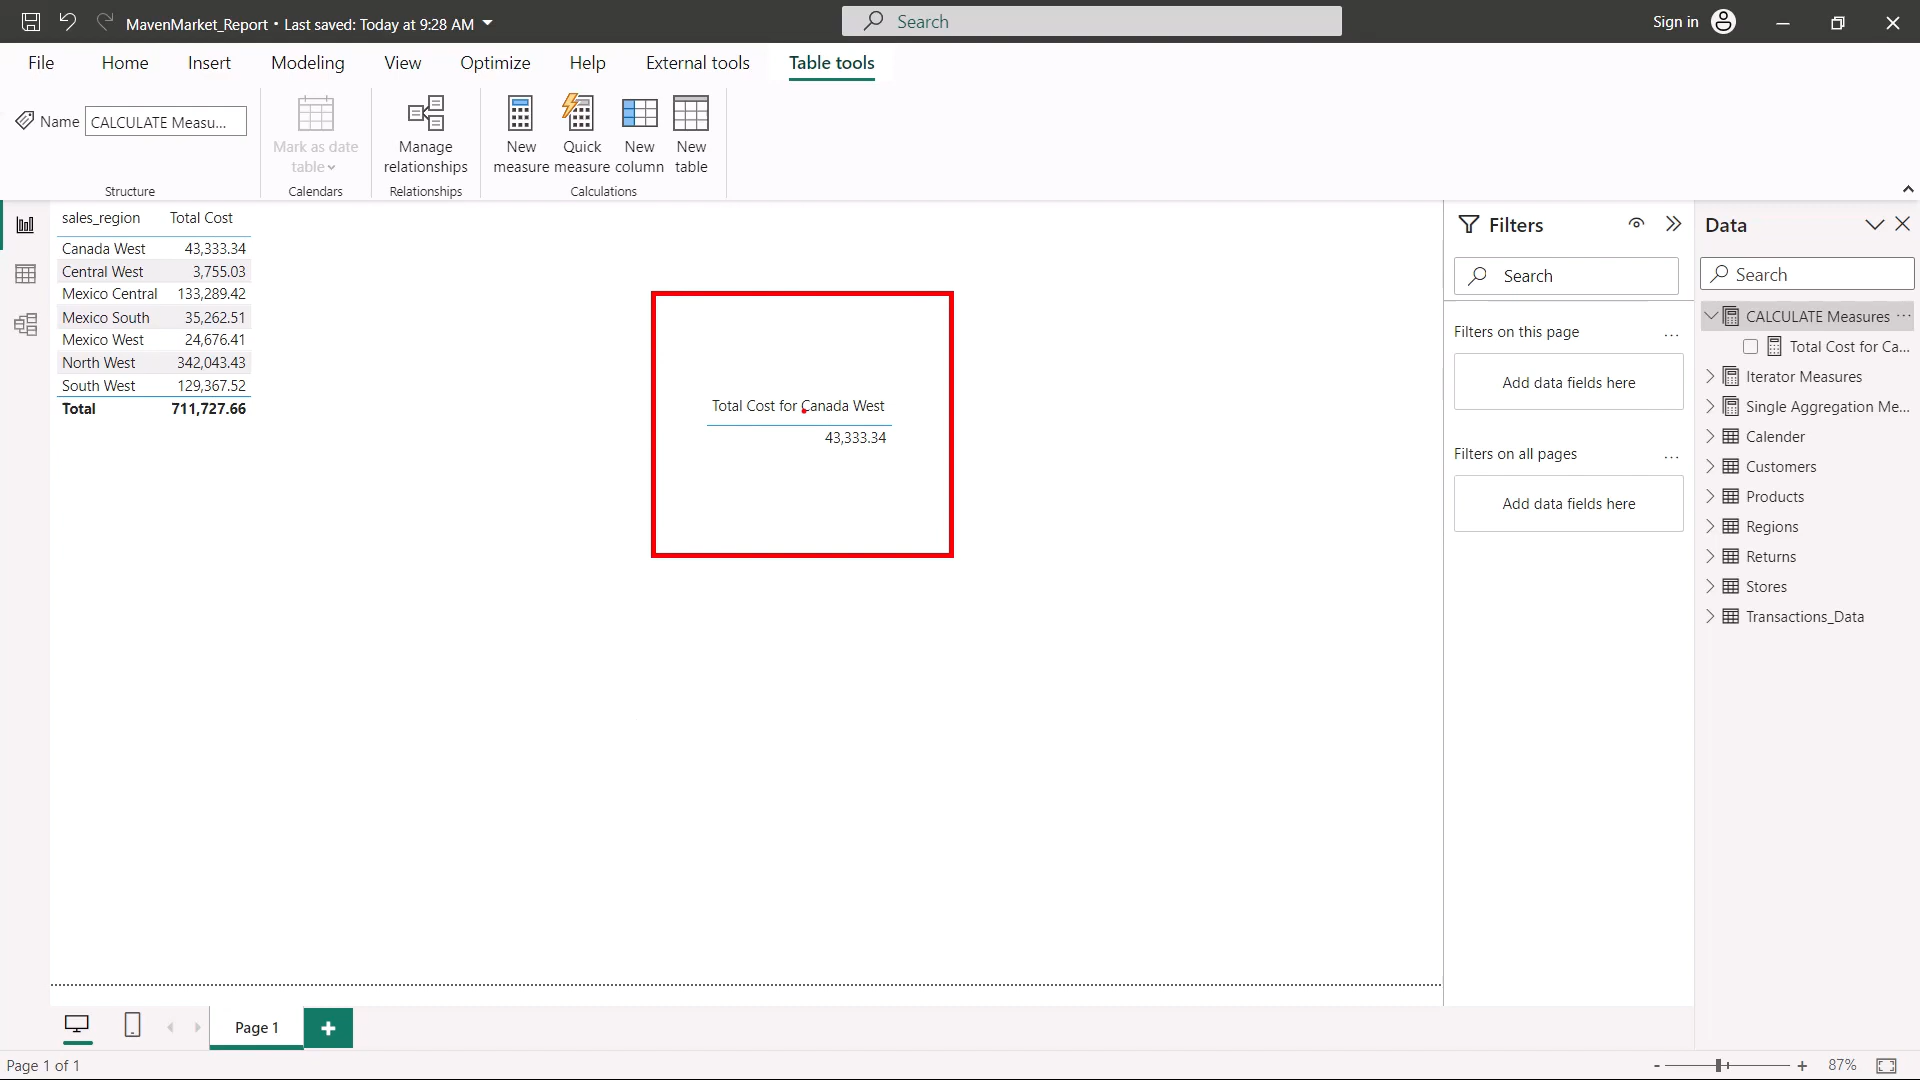 MavenMarket_Report • Last saved: Today at 9:28 AM
Search
Sign in
File
Home
Insert
Modeling
View
Optimize
Help
External tools
Table tools
Name
CALCULATE Measu...
Structure
Mark as date
table
Calendars
Manage
relationships
Relationships
New
measure
Quick
measure
New
column
New
table
Calculations
sales_region Total Cost
Canada West 43,333.34
Central West 3,755.03
Mexico Central 133,289.42
Mexico South 35,262.51
Mexico West 24,676.41
North West 342,043.43
South West 129,367.52
Total 711,727.66
Total Cost for Canada West
43,333.34
Filters
Search
Filters on this page ...
Add data fields here
Filters on all pages ...
Add data fields here
Data
Search
CALCULATE Measures ...
Total Cost for Ca...
Iterator Measures
Single Aggregation Me...
Calender
Customers
Products
Regions
Returns
Stores
Transactions_Data
Page 1
+
Page 1 of 1
- + 87%